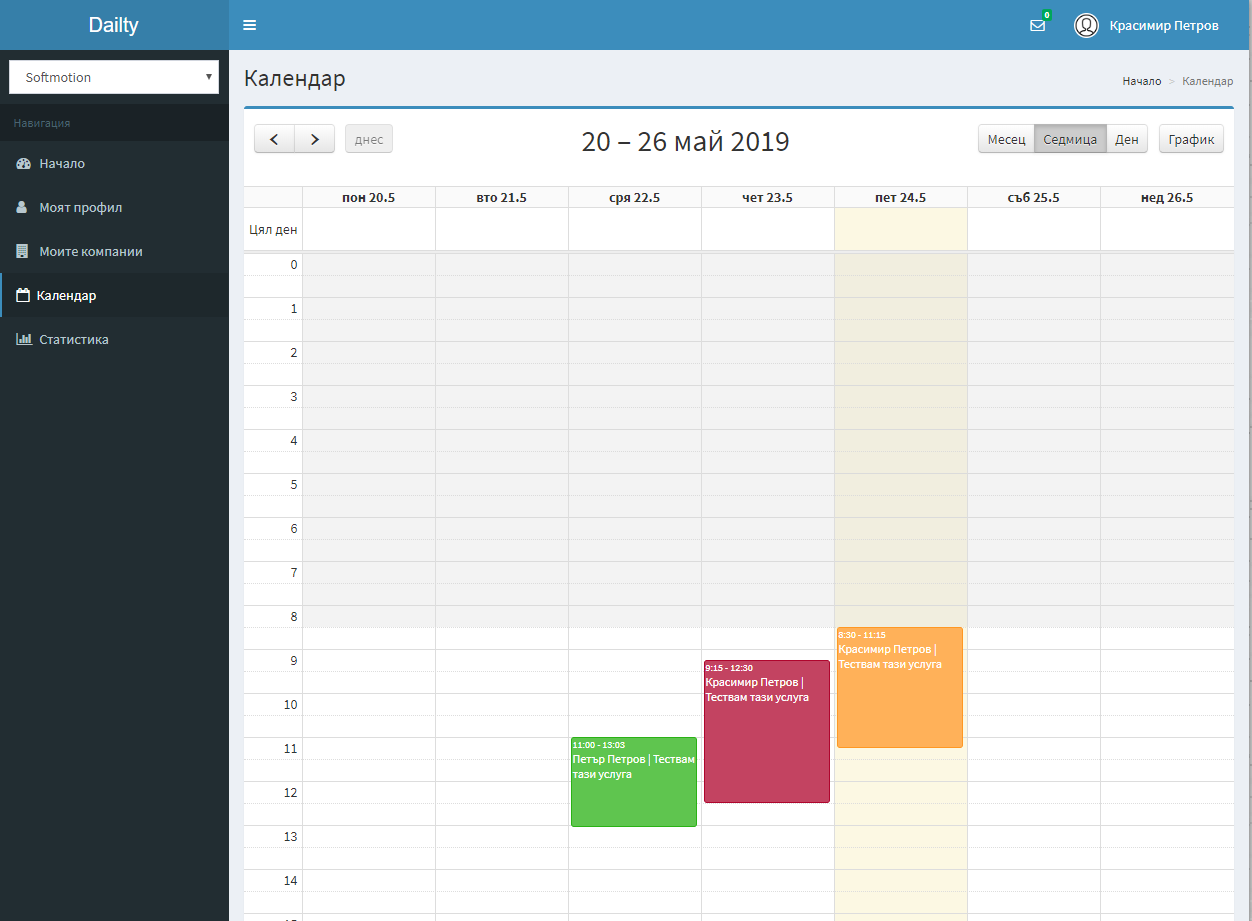 Dailty
0
Красимир Петров
Softmotion
Навигация
Начало
Моят профил
Моите компании
Календар
Статистика
Календар
Начало > Календар
днес
20 – 26 май 2019
Месец Седмица Ден График
пон 20.5 вто 21.5 сря 22.5 чет 23.5 пет 24.5 съб 25.5 нед 26.5
Цял ден
0
1
2
3
4
5
6
7
8
8:30 - 11:15
Красимир Петров |
Тествам тази услуга
9
9:15 - 12:30
Красимир Петров |
Тествам тази услуга
10
11
11:00 - 13:03
Петър Петров | Тествам
тази услуга
12
13
14